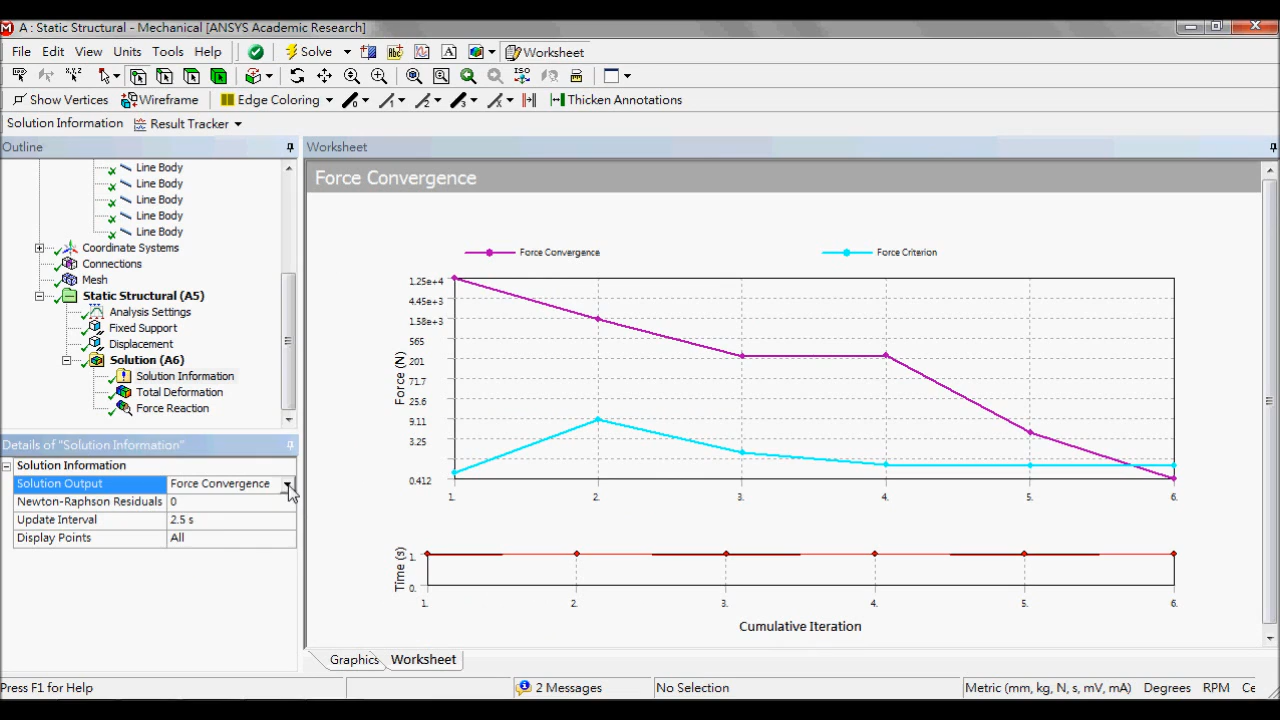 A : Static Structural - Mechanical [ANSYS Academic Research]
File Edit View Units Tools Help Solve Worksheet
Show Vertices Wireframe Edge Coloring Thicken Annotations
Solution Information Result Tracker
Outline
Line Body
Line Body
Line Body
Line Body
Line Body
Coordinate Systems
Connections
Mesh
Static Structural (A5)
Analysis Settings
Fixed Support
Displacement
Solution (A6)
Solution Information
Total Deformation
Force Reaction
Details of "Solution Information"
Solution Information
Solution Output Force Convergence
Newton-Raphson Residuals 0
Update Interval 2.5 s
Display Points All
Worksheet
Force Convergence
Force Convergence Force Criterion
Force (N)
1.25e+4
4.45e+3
1.58e+3
565
201
71.7
25.6
9.11
3.25
0.412
1. 2. 3. 4. 5. 6.
Time (s)
1.
0.
1. 2. 3. 4. 5. 6.
Cumulative Iteration
Graphics Worksheet
Press F1 for Help 2 Messages No Selection Metric (mm, kg, N, s, mV, mA) Degrees RPM Ce